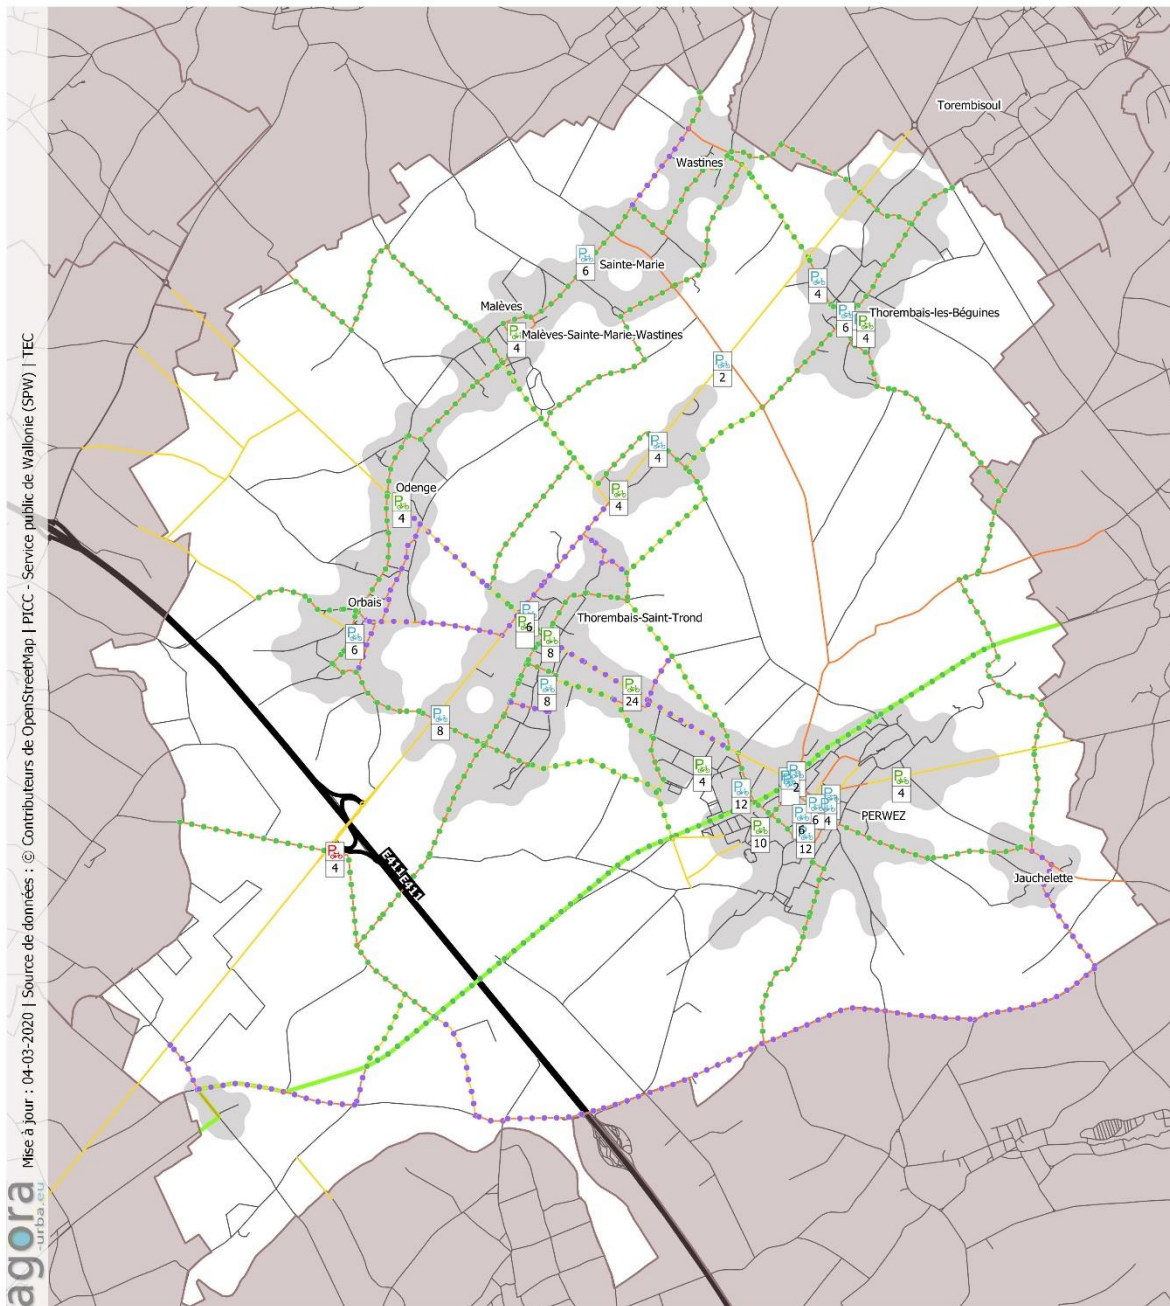 Torembisoul
Wastines
P
6
Sainte-Marie
P
4
Malèves
P
4
Malèves-Sainte-Marie-Wastines
P
6
P
4
Thorembais-les-Béguines
P
2
P
4
Odenge
P
4
P
4
Orbais
P
6
P
P
6
Thorembais-Saint-Trond
P
8
P
8
P
24
P
8
P
4
P
12
P
2
P
4
P
6
P
4
PERWEZ
P
10
P
6
P
12
P
4
E411E411
Jauchelette
Mise à jour : 04-03-2020 | Source de données : © Contributeurs de OpenStreetMap | PICC - Service public de Wallonie (SPW) | TEC
agora
-urba.eu